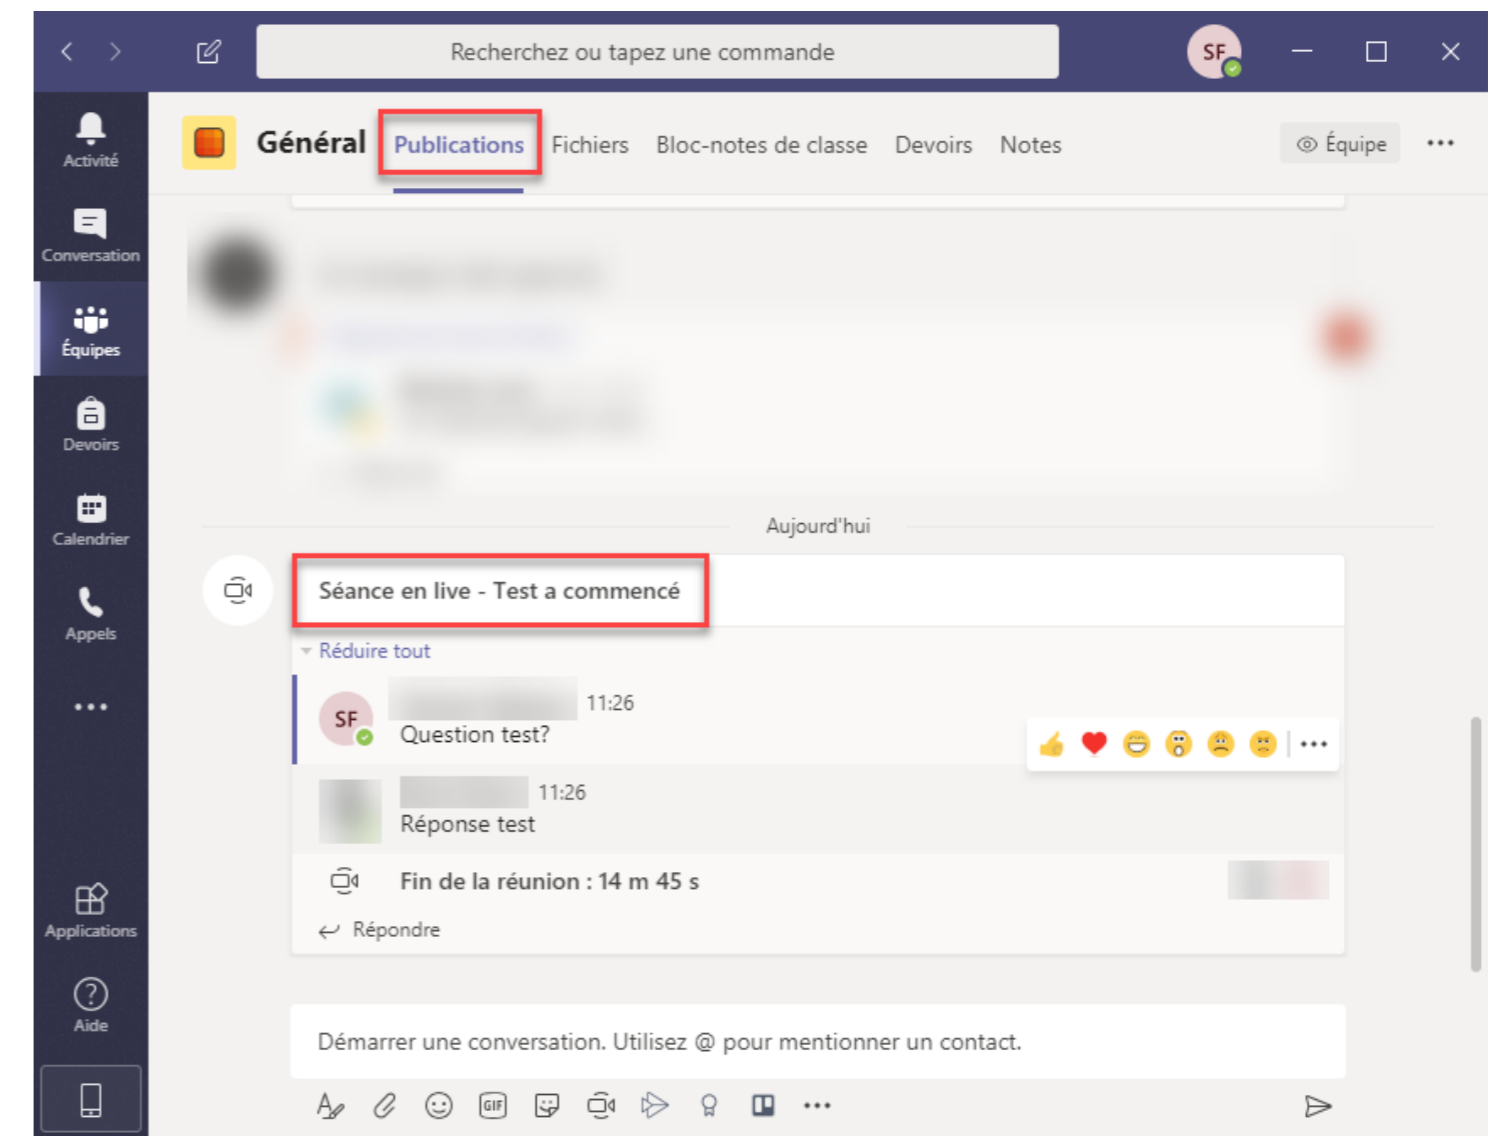 Recherchez ou tapez une commande
SF
Activité
Général Publications Fichiers Bloc-notes de classe Devoirs Notes
Équipe
Conversation
Équipes
Devoirs
Calendrier
Appels
Applications
Aide
Aujourd'hui
Séance en live - Test a commencé
Réduire tout
SF
11:26
Question test?
11:26
Réponse test
Fin de la réunion : 14 m 45 s
Répondre
Démarrer une conversation. Utilisez @ pour mentionner un contact.
GIF